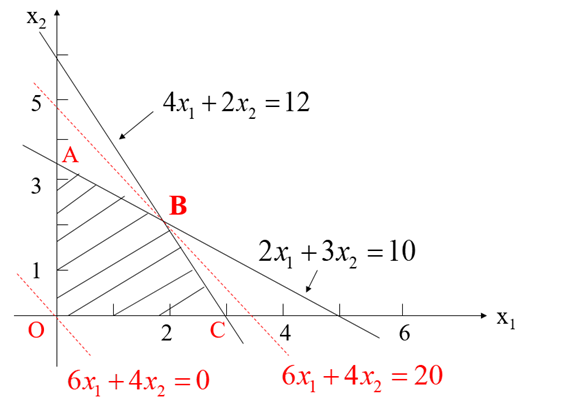 x₂
4x₁ + 2x₂ = 12
5
A
3
B
2x₁ + 3x₂ = 10
1
O
2
C
4
6
x₁
6x₁ + 4x₂ = 0
6x₁ + 4x₂ = 20